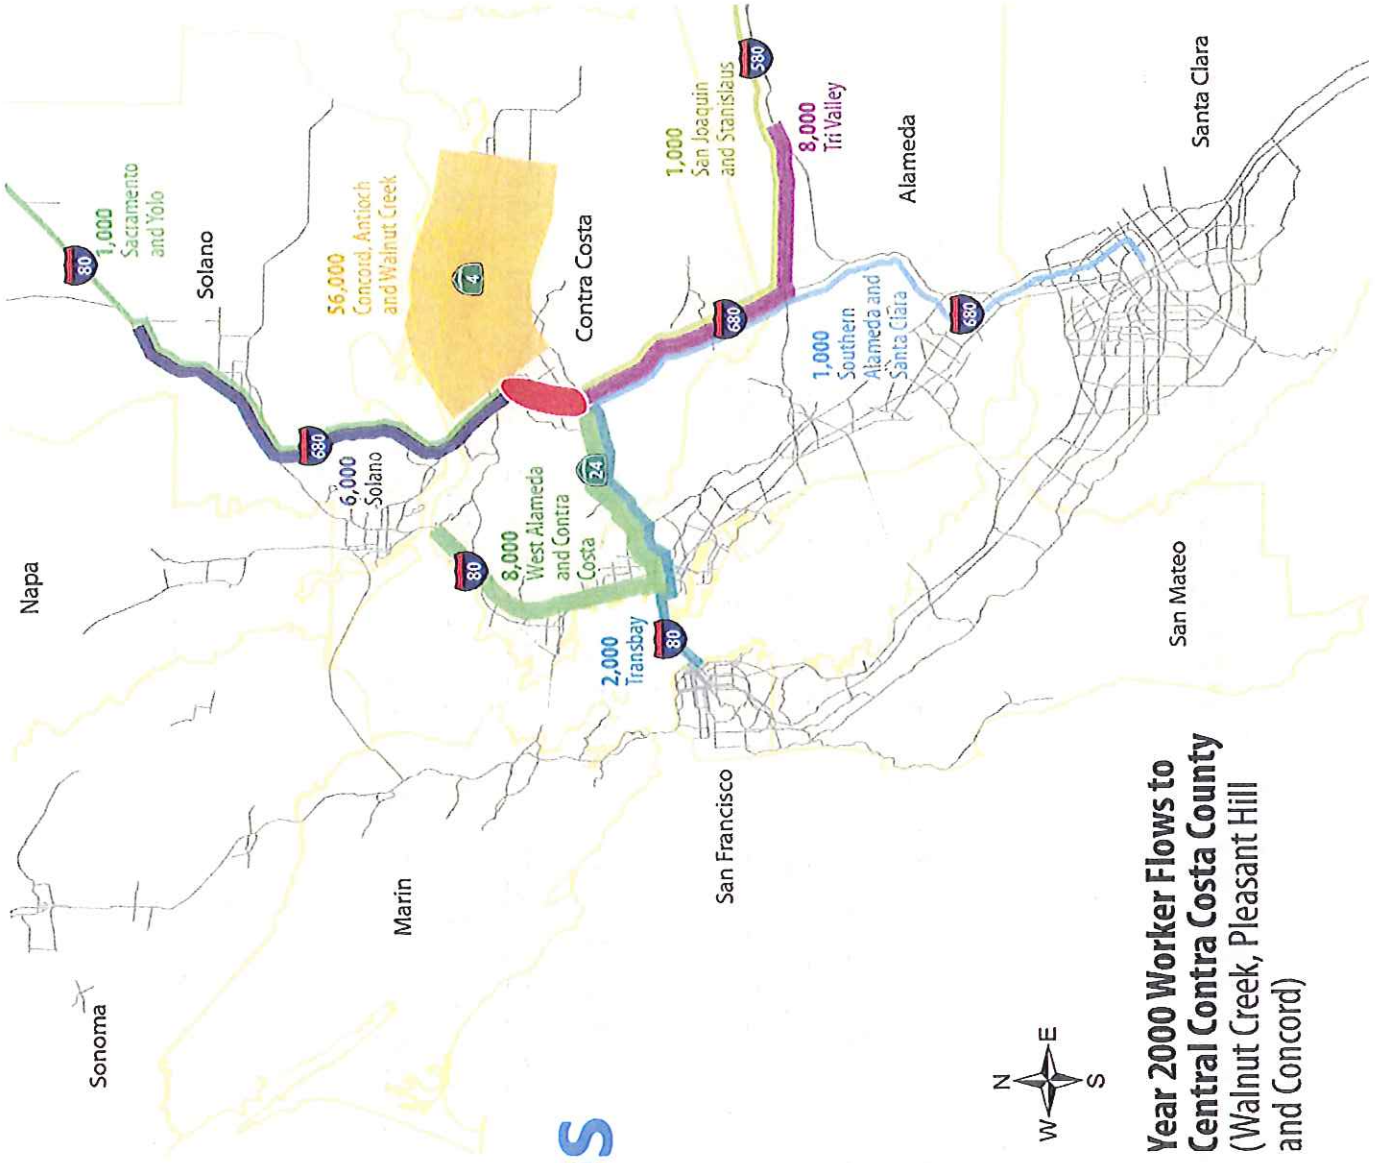 Napa
Sonoma
Marin
Solano
Contra Costa
Alameda
Santa Clara
San Mateo
San Francisco
80
1,000
Sacramento
and Yolo
680
6,000
Solano
56,000
Concord, Antioch
and Walnut Creek
4
80
8,000
West Alameda
and Contra
Costa
24
2,000
Transbay
80
1,000
San Joaquin
and Stanislaus
580
8,000
Tri Valley
680
1,000
Southern
Alameda and
Santa Clara
680
S
N
W
E
S
Year 2000 Worker Flows to
Central Contra Costa County
(Walnut Creek, Pleasant Hill
and Concord)